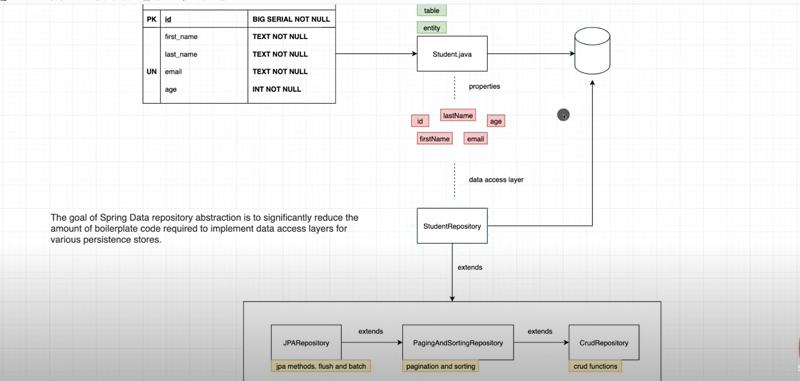 PK id BIG SERIAL NOT NULL
first_name TEXT NOT NULL
last_name TEXT NOT NULL
UN email TEXT NOT NULL
age INT NOT NULL
table
entity
Student.java
properties
id
lastName
age
firstName
email
data access layer
The goal of Spring Data repository abstraction is to significantly reduce the
amount of boilerplate code required to implement data access layers for
various persistence stores.
StudentRepository
extends
JPARepository
extends
PagingAndSortingRepository
extends
CrudRepository
jpa methods. flush and batch
pagination and sorting
crud functions